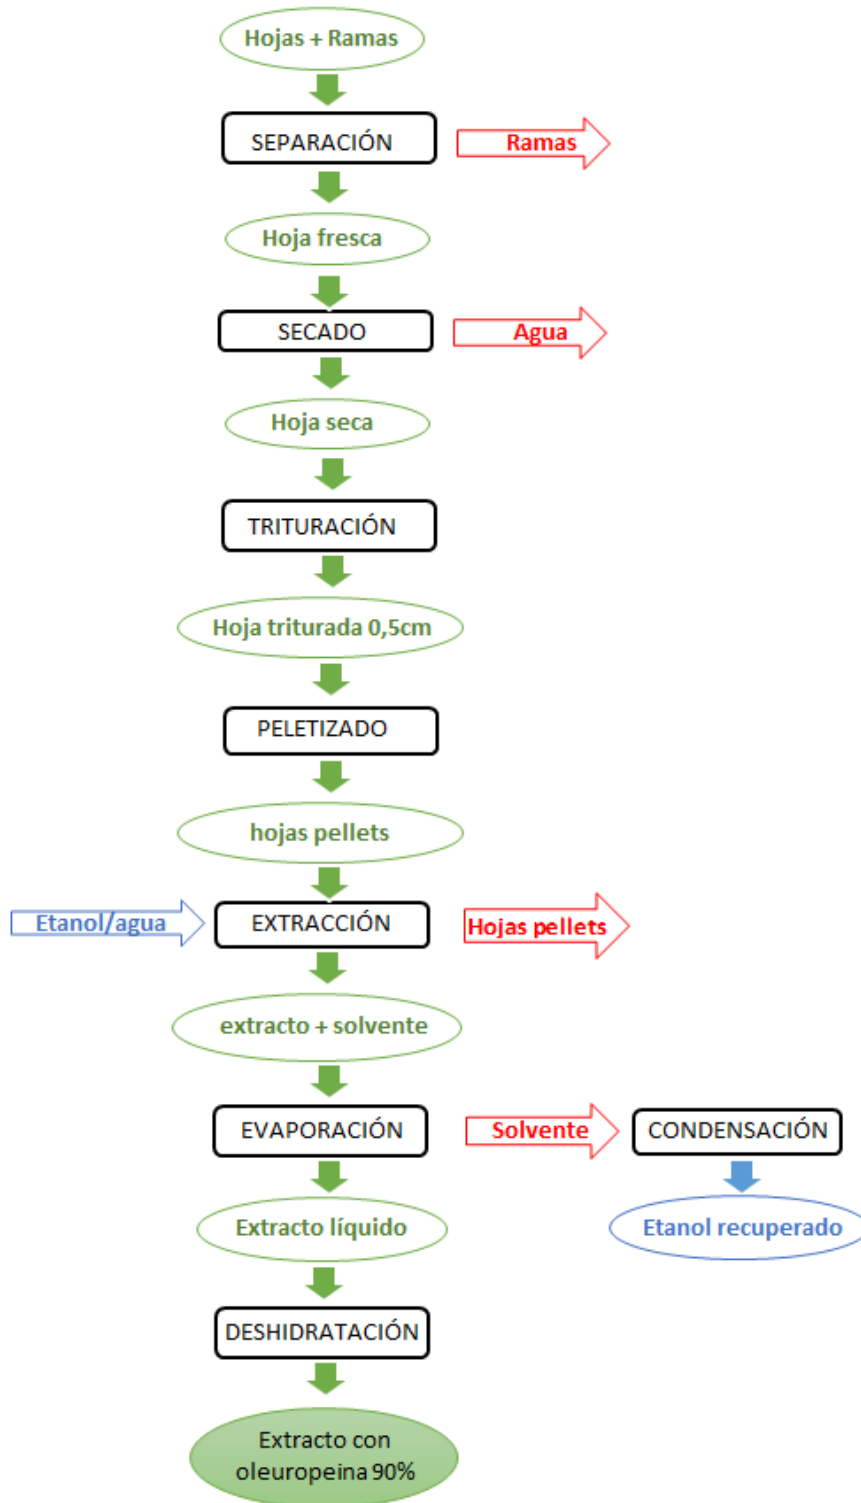 Hojas + Ramas
SEPARACIÓN
Ramas
Hoja fresca
SECADO
Agua
Hoja seca
TRITURACIÓN
Hoja triturada 0,5cm
PELETIZADO
hojas pellets
Etanol/agua
EXTRACCIÓN
Hojas pellets
extracto + solvente
EVAPORACIÓN
Solvente
CONDENSACIÓN
Extracto líquido
Etanol recuperado
DESHIDRATACIÓN
Extracto con
oleuropeina 90%